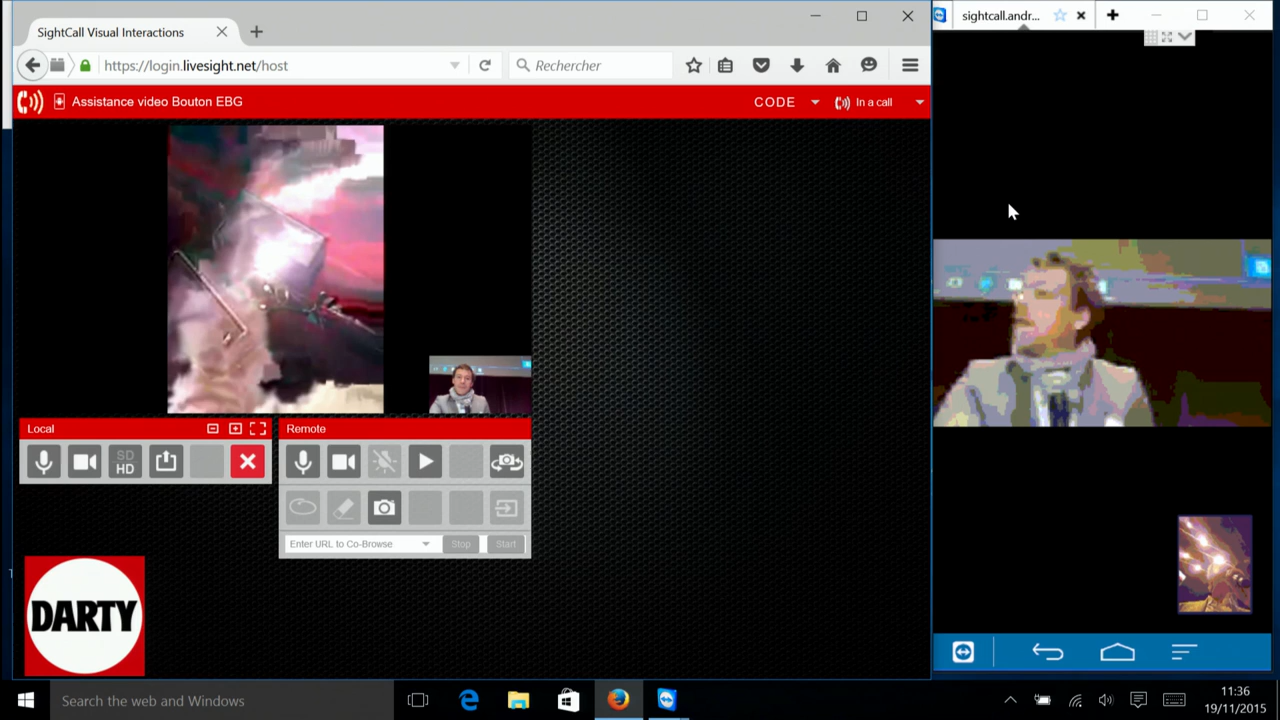 SightCall Visual Interactions
sightcall.andr...
https://login.livesight.net/host
Rechercher
Assistance video Bouton EBG
CODE
In a call
Local
Remote
SD
HD
Enter URL to Co-Browse
Stop
Start
DARTY
Search the web and Windows
11:36
19/11/2015